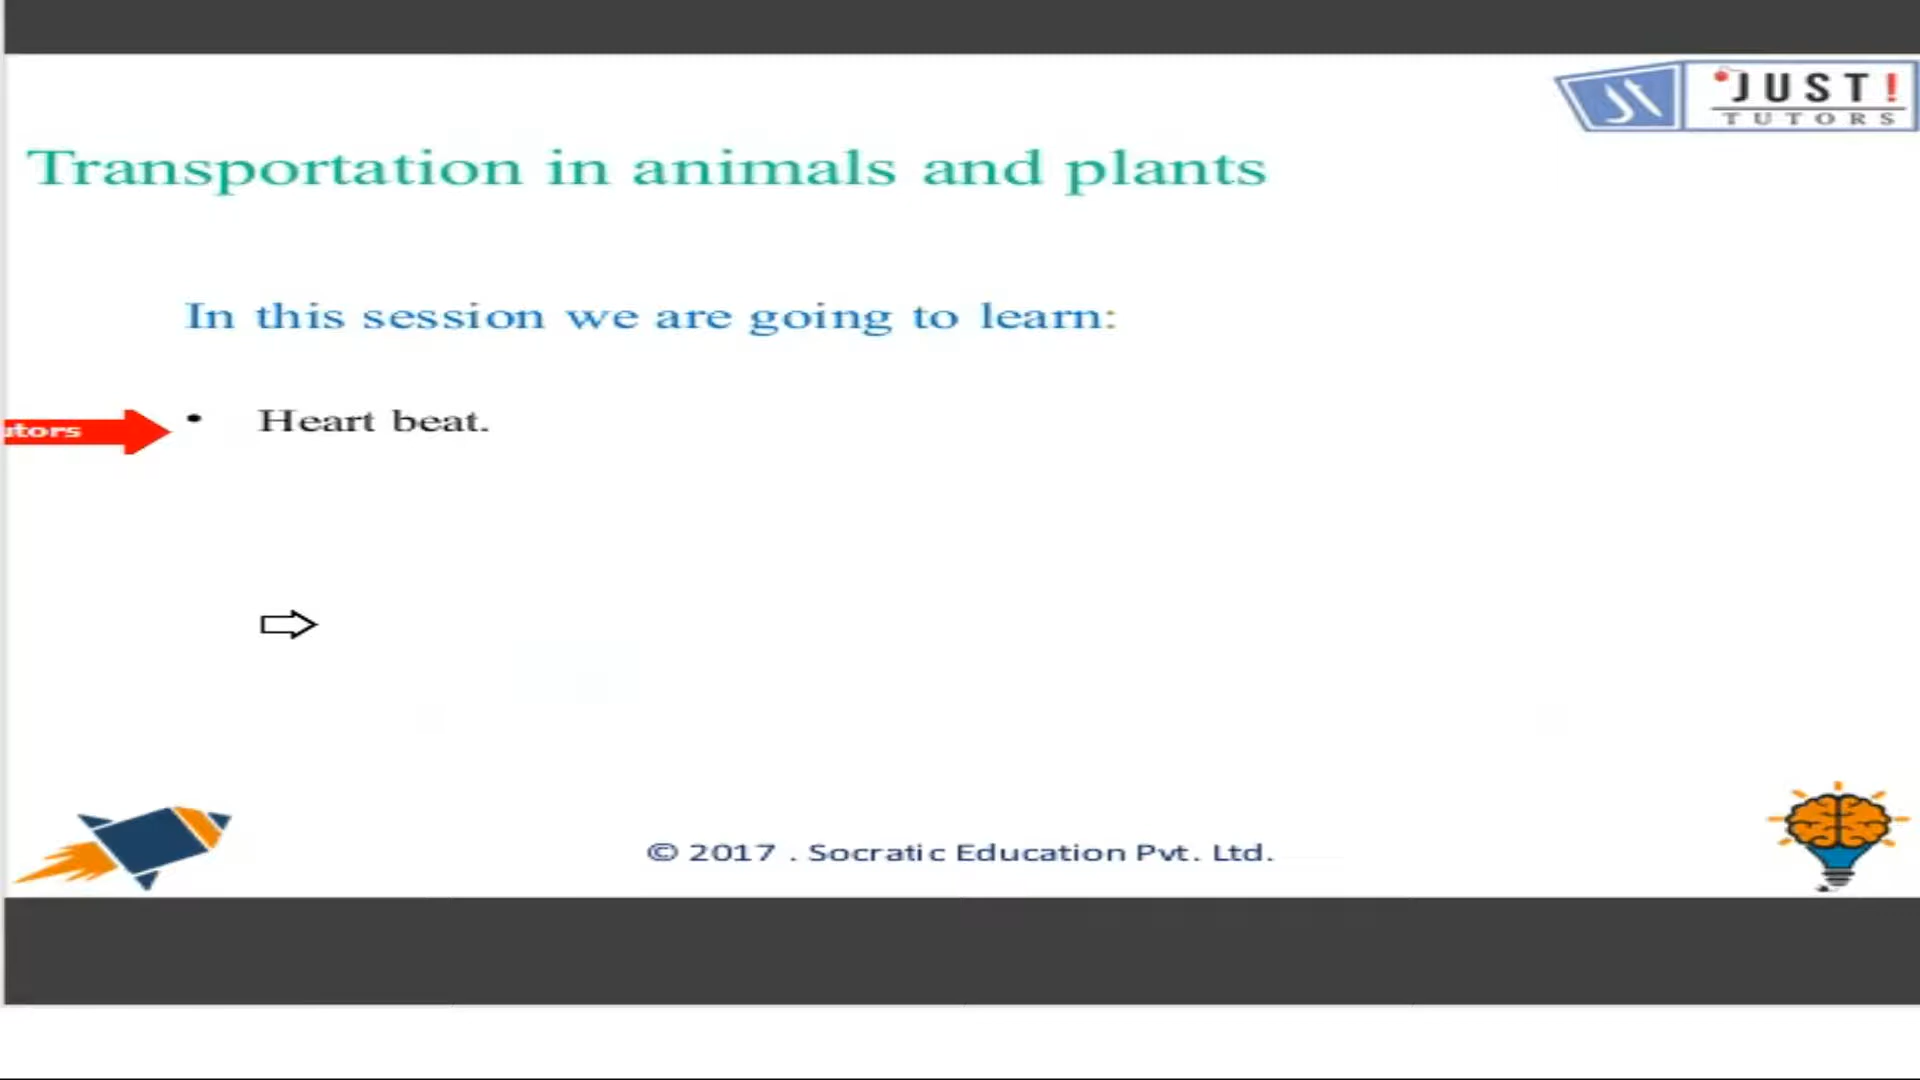 JUST!
TUTORS
Transportation in animals and plants
In this session we are going to learn:
utors
• Heart beat.
© 2017 . Socratic Education Pvt. Ltd.